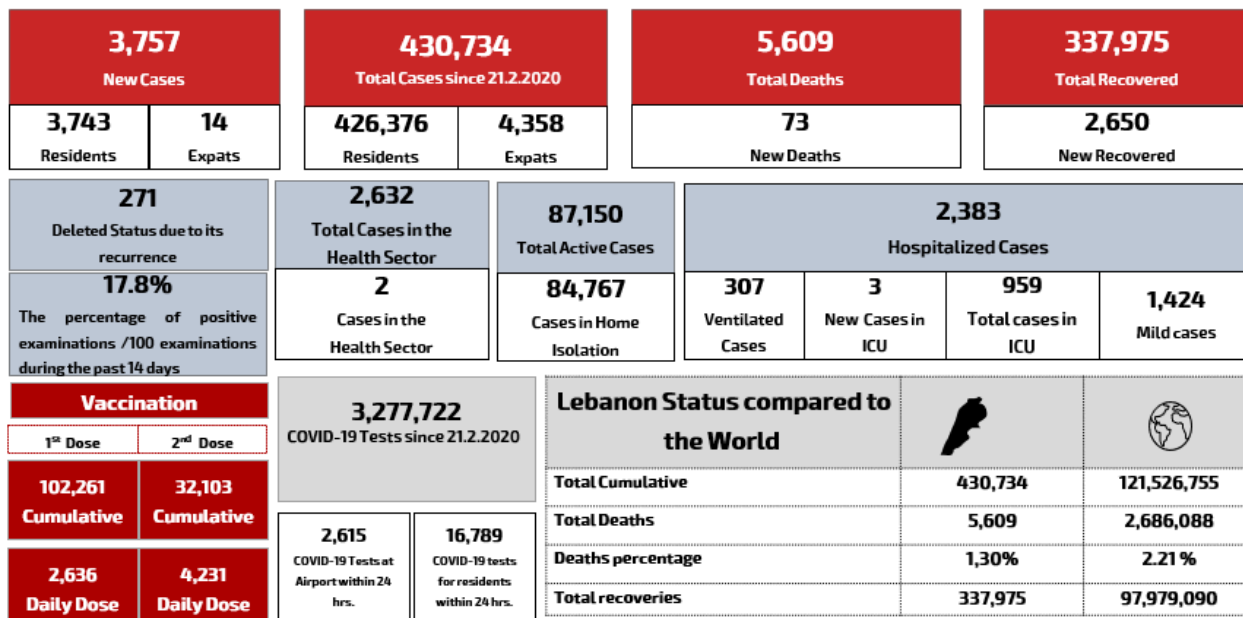 3,757
New Cases
3,743
Residents
14
Expats
430,734
Total Cases since 21.2.2020
426,376
Residents
4,358
Expats
5,609
Total Deaths
73
New Deaths
337,975
Total Recovered
2,650
New Recovered
271
Deleted Status due to its
recurrence
17.8%
The percentage of positive
examinations /100 examinations
during the past 14 days
2,632
Total Cases in the
Health Sector
2
Cases in the
Health Sector
87,150
Total Active Cases
84,767
Cases in Home
Isolation
2,383
Hospitalized Cases
307
Ventilated
Cases
3
New Cases in
ICU
959
Total cases in
ICU
1,424
Mild cases
Vaccination
1st Dose
2nd Dose
102,261
Cumulative
32,103
Cumulative
2,636
Daily Dose
4,231
Daily Dose
3,277,722
COVID-19 Tests since 21.2.2020
2,615
COVID-19 Tests at
Airport within 24
hrs.
16,789
COVID-19 tests
for residents
within 24 hrs.
Lebanon Status compared to
the World
Total Cumulative 430,734 121,526,755
Total Deaths 5,609 2,686,088
Deaths percentage 1,30% 2.21 %
Total recoveries 337,975 97,979,090